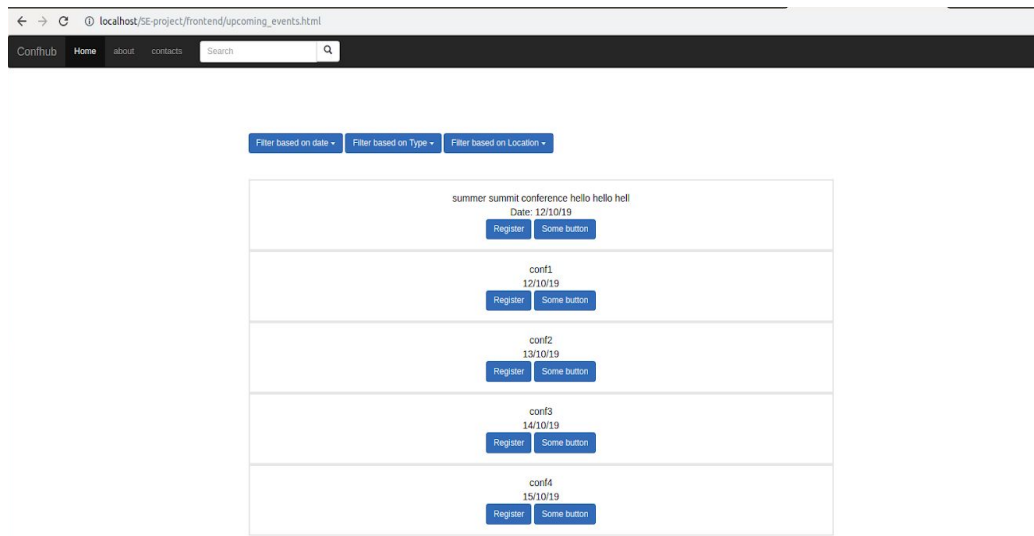 localhost/SE-project/frontend/upcoming_events.html
Confhub Home about contacts Search
Filter based on date Filter based on Type Filter based on Location
summer summit conference hello hello hell
Date: 12/10/19
Register Some button
conf1
12/10/19
Register Some button
conf2
13/10/19
Register Some button
conf3
14/10/19
Register Some button
conf4
15/10/19
Register Some button